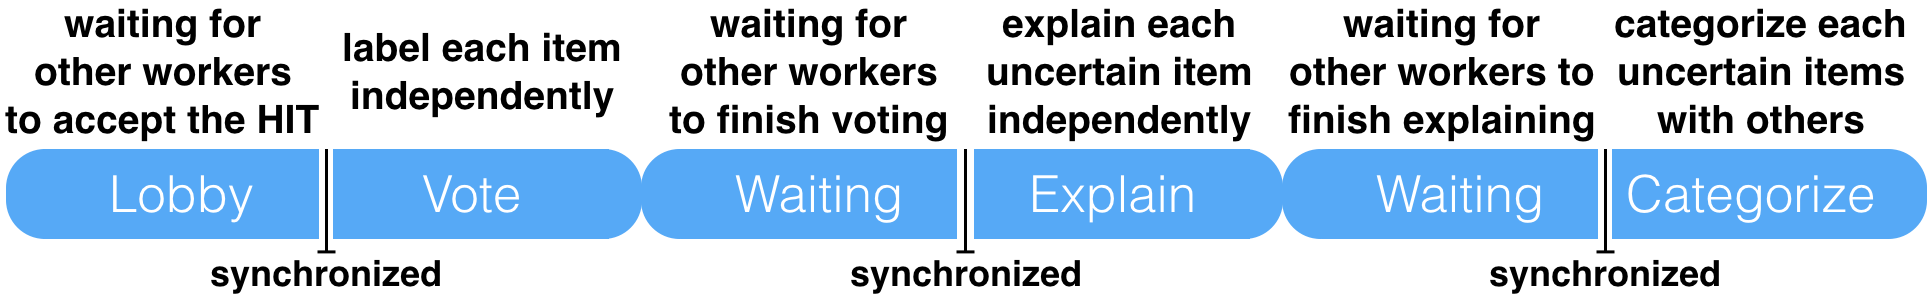 waiting for
other workers
to accept the HIT
label each item
independently
waiting for
other workers
to finish voting
explain each
uncertain item
independently
waiting for
other workers to
finish explaining
categorize each
uncertain items
with others
Lobby
Vote
Waiting
Explain
Waiting
Categorize
synchronized
synchronized
synchronized